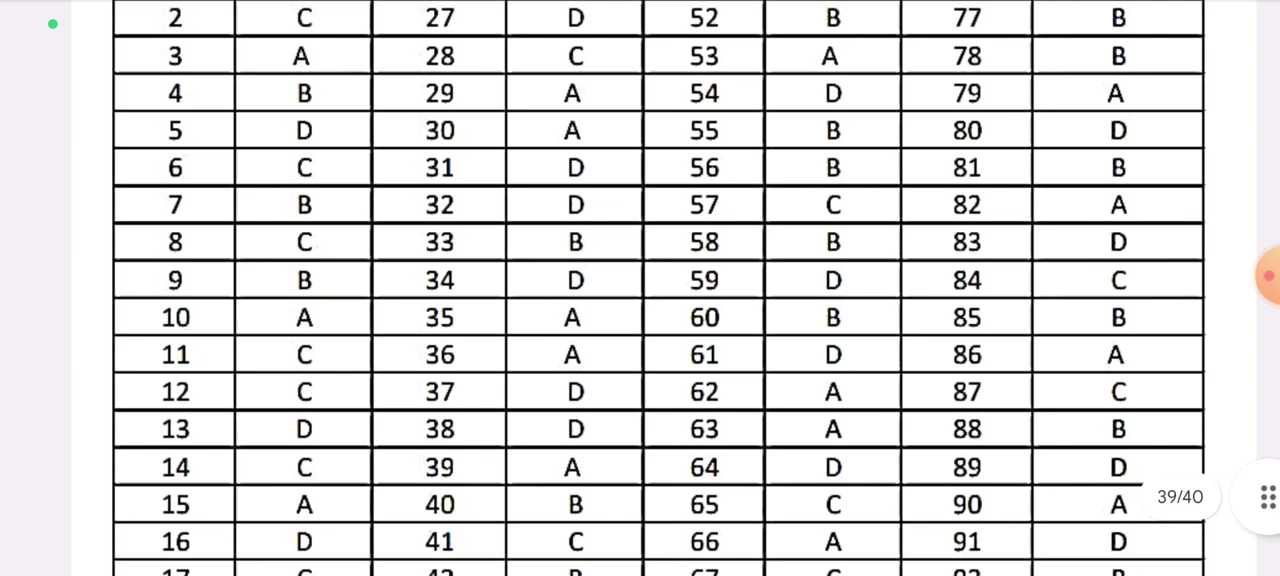 2 C 27 D 52 B 77 B
3 A 28 C 53 A 78 B
4 B 29 A 54 D 79 A
5 D 30 A 55 B 80 D
6 C 31 D 56 B 81 B
7 B 32 D 57 C 82 A
8 C 33 B 58 B 83 D
9 B 34 D 59 D 84 C
10 A 35 A 60 B 85 B
11 C 36 A 61 D 86 A
12 C 37 D 62 A 87 C
13 D 38 D 63 A 88 B
14 C 39 A 64 D 89 D
15 A 40 B 65 C 90 A
39/40
16 D 41 C 66 A 91 D